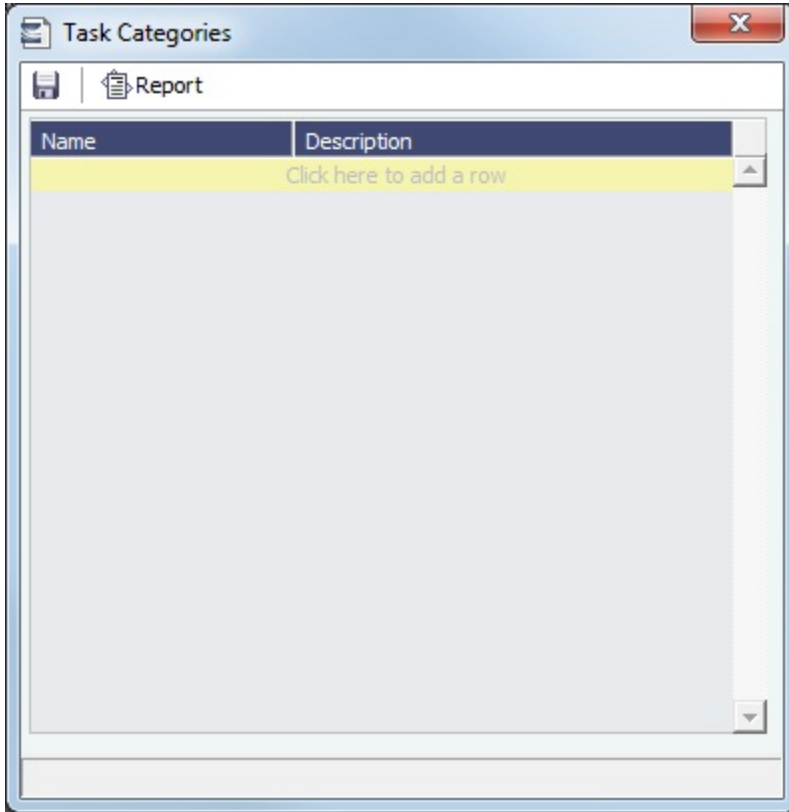 Task Categories
Report
Name Description
Click here to add a row